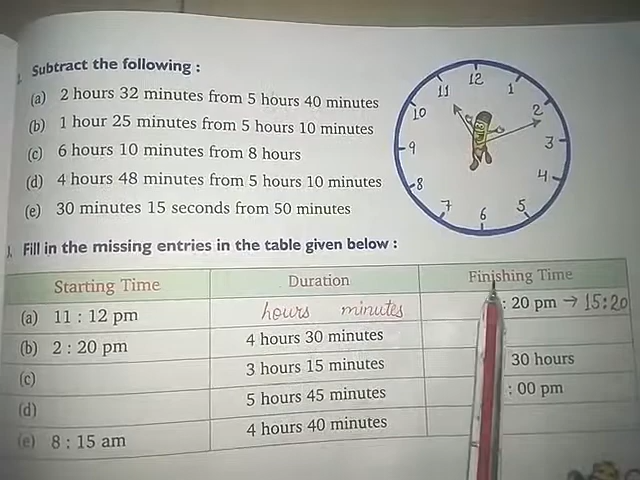 Subtract the following :
(a) 2 hours 32 minutes from 5 hours 40 minutes
(b) 1 hour 25 minutes from 5 hours 10 minutes
(c) 6 hours 10 minutes from 8 hours
(d) 4 hours 48 minutes from 5 hours 10 minutes
(e) 30 minutes 15 seconds from 50 minutes
12
1
2
3
4
5
6
7
8
9
10
11
Fill in the missing entries in the table given below :
Starting Time Duration Finishing Time
(a) 11 : 12 pm hours minutes : 20 pm → 15:20
(b) 2 : 20 pm 4 hours 30 minutes
(c) 3 hours 15 minutes 30 hours
(d) 5 hours 45 minutes : 00 pm
(e) 8 : 15 am 4 hours 40 minutes